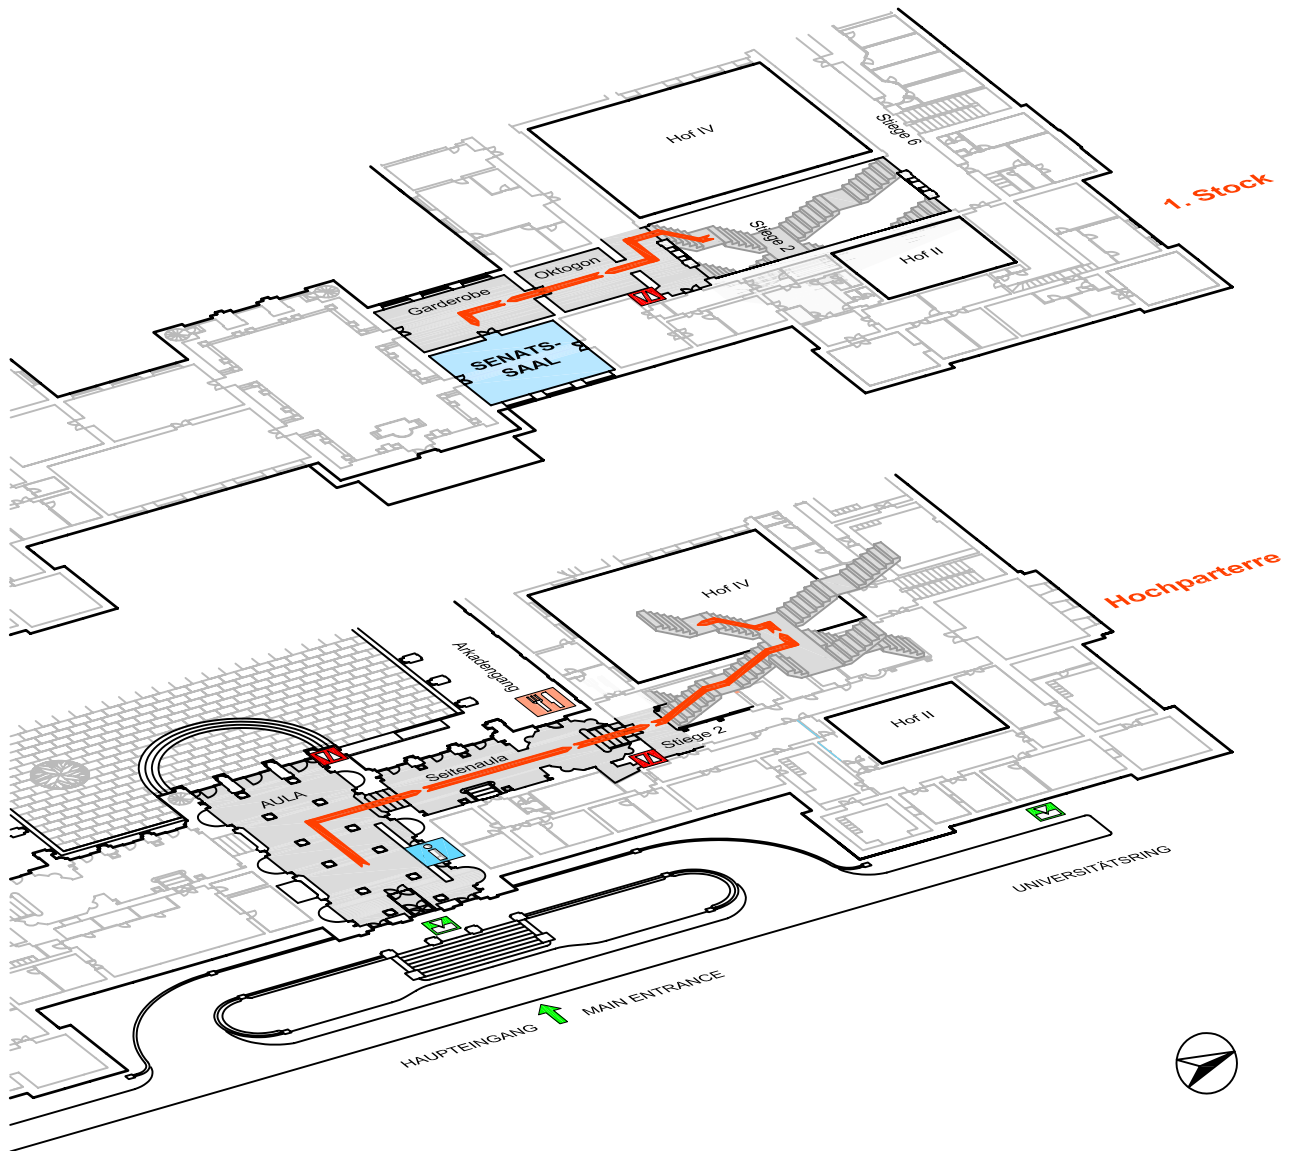 Hof IV
Stiege 6
1. Stock
Stiege 2
Hof II
Oktogon
Garderobe
SENATS-
SAAL
Hochparterre
Hof IV
Arkadengang
Hof II
Stiege 2
Seitenaula
AULA
i
UNIVERSITÄTSRING
HAUPTEINGANG
MAIN ENTRANCE